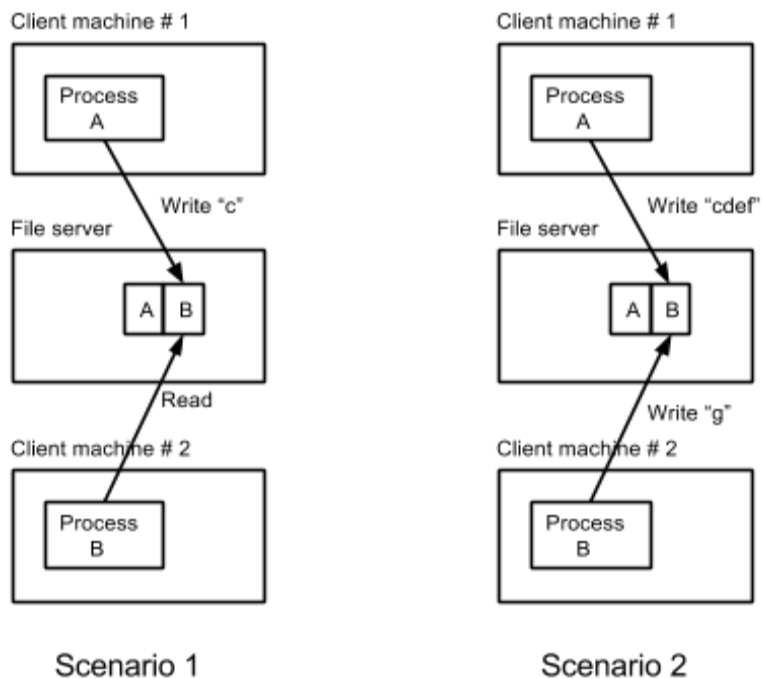 Client machine # 1
Process
A
Write “c”
File server
A B
Read
Client machine # 2
Process
B
Scenario 1
Client machine # 1
Process
A
Write “cdef”
File server
A B
Write “g”
Client machine # 2
Process
B
Scenario 2